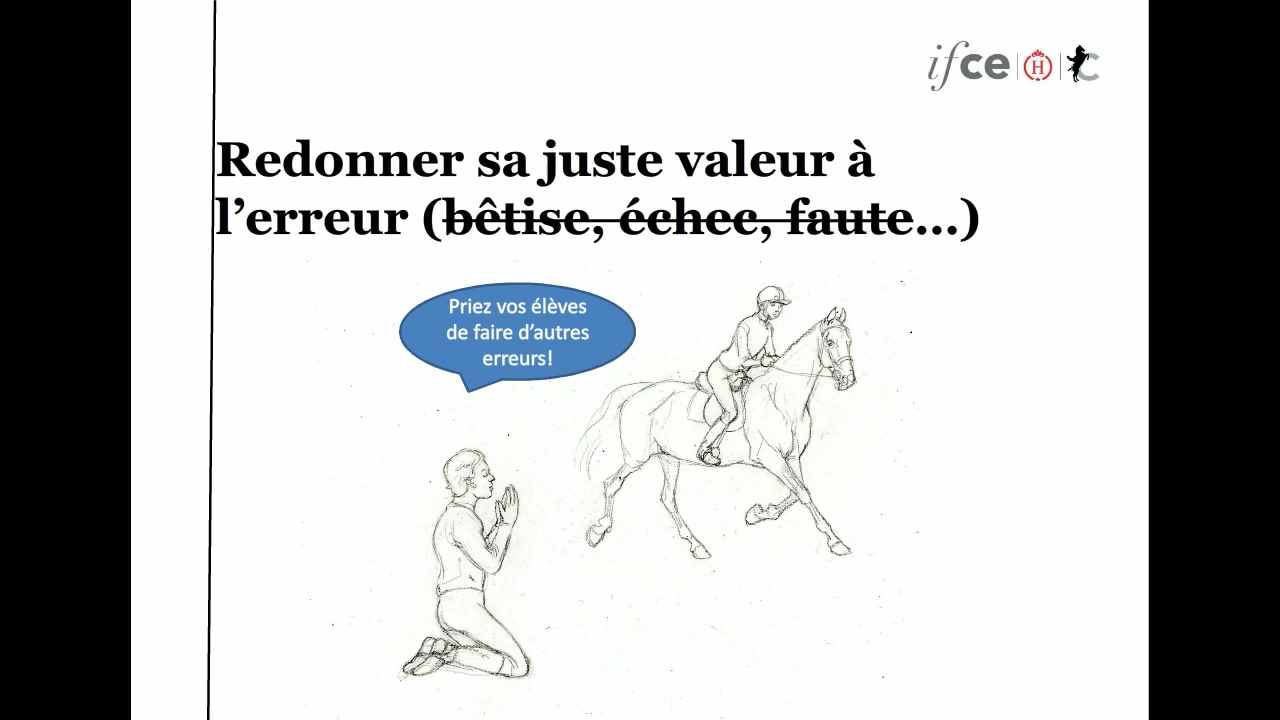 ifce H C
Redonner sa juste valeur à
l’erreur (bêtise, échec, faute...)
Priez vos élèves
de faire d’autres
erreurs!